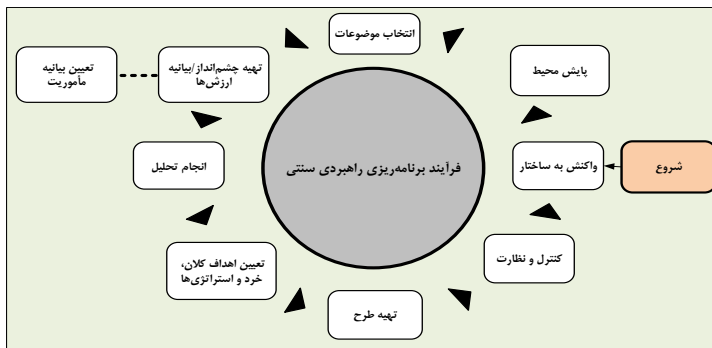 انتخاب موضوعات
پایش محیط
شروع
واکنش به ساختار
کنترل و نظارت
تهیه طرح
تعیین اهداف کلان،
خرد و استراتژی‌ها
انجام تحلیل
تهیه چشم‌انداز/بیانیه
ارزش‌ها
تعیین بیانیه
مأموریت
فرآیند برنامه‌ریزی راهبردی سنتی